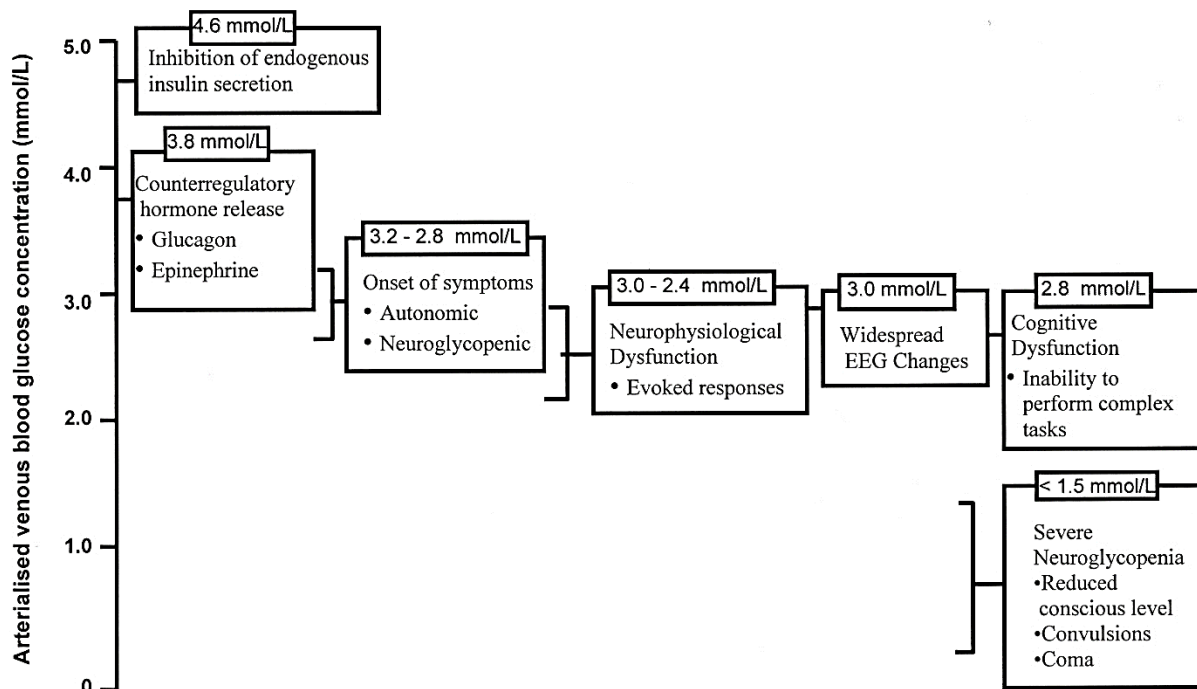 Arterialised venous blood glucose concentration (mmol/L)
5.0
4.0
3.0
2.0
1.0
0
4.6 mmol/L
Inhibition of endogenous
insulin secretion
3.8 mmol/L
Counterregulatory
hormone release
• Glucagon
• Epinephrine
3.2 - 2.8 mmol/L
Onset of symptoms
• Autonomic
• Neuroglycopenic
3.0 - 2.4 mmol/L
Neurophysiological
Dysfunction
• Evoked responses
3.0 mmol/L
Widespread
EEG Changes
2.8 mmol/L
Cognitive
Dysfunction
• Inability to
perform complex
tasks
< 1.5 mmol/L
Severe
Neuroglycopenia
•Reduced
conscious level
•Convulsions
•Coma